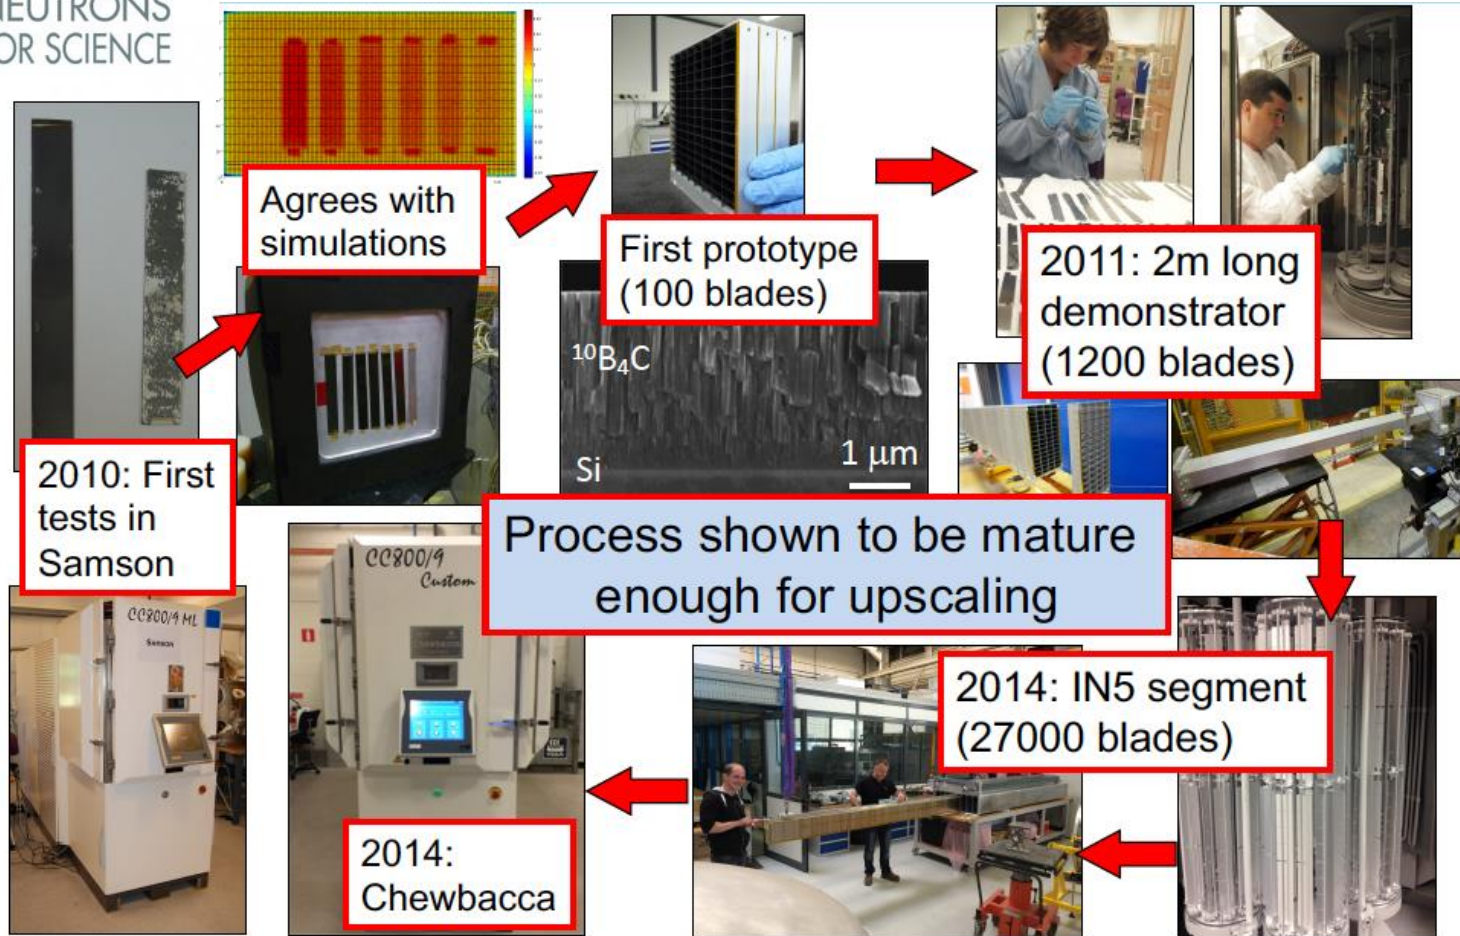 NEUTRONS
OR SCIENCE
Agrees with
simulations
First prototype
(100 blades)
2011: 2m long
demonstrator
(1200 blades)
¹⁰B₄C
Si
1 μm
2010: First
tests in
Samson
Process shown to be mature
enough for upscaling
CC800/9 ML
Samson
CC800/9
Custom
2014:
Chewbacca
2014: IN5 segment
(27000 blades)